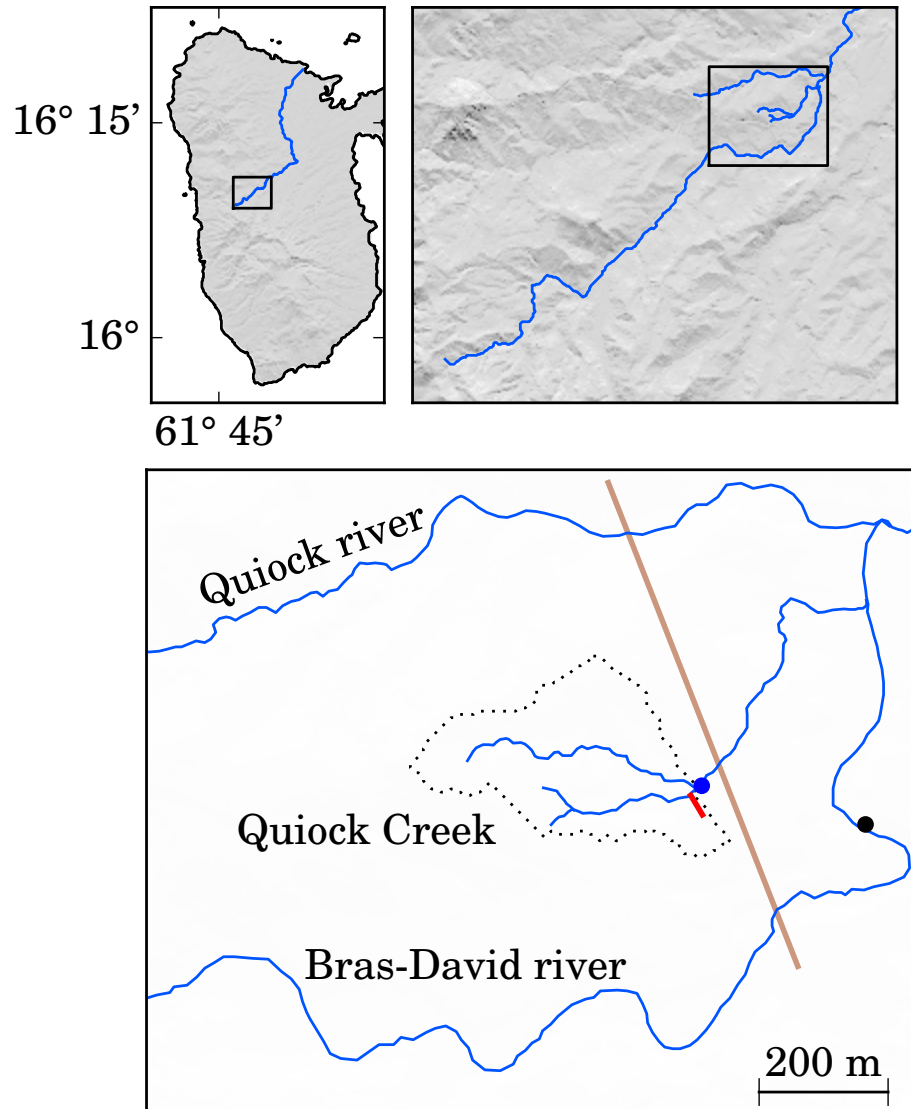 16° 15’
16°
61° 45’
Quiock river
Quiock Creek
Bras-David river
200 m